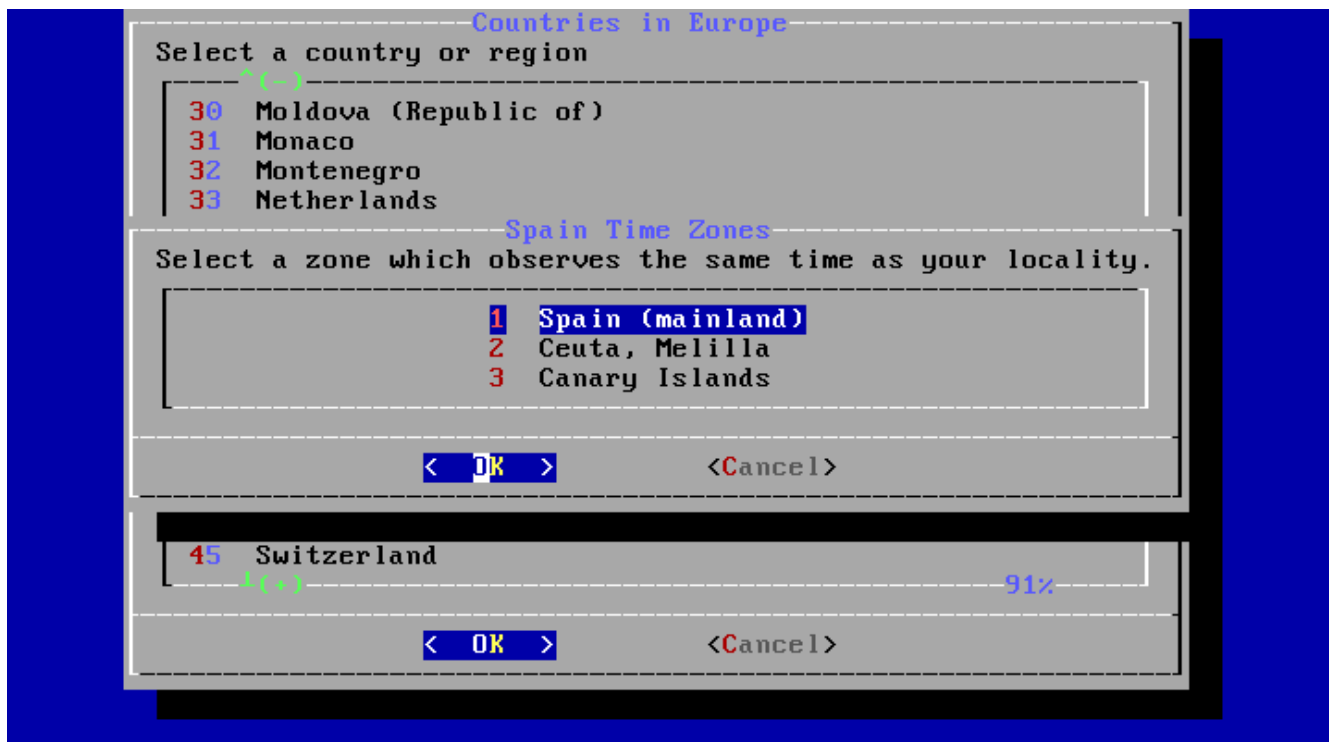 Countries in Europe
Select a country or region
^(-)
30 Moldova (Republic of)
31 Monaco
32 Montenegro
33 Netherlands
Spain Time Zones
Select a zone which observes the same time as your locality.
1 Spain (mainland)
2 Ceuta, Melilla
3 Canary Islands
< OK > <Cancel>
45 Switzerland
┴(+) 91%
< OK > <Cancel>